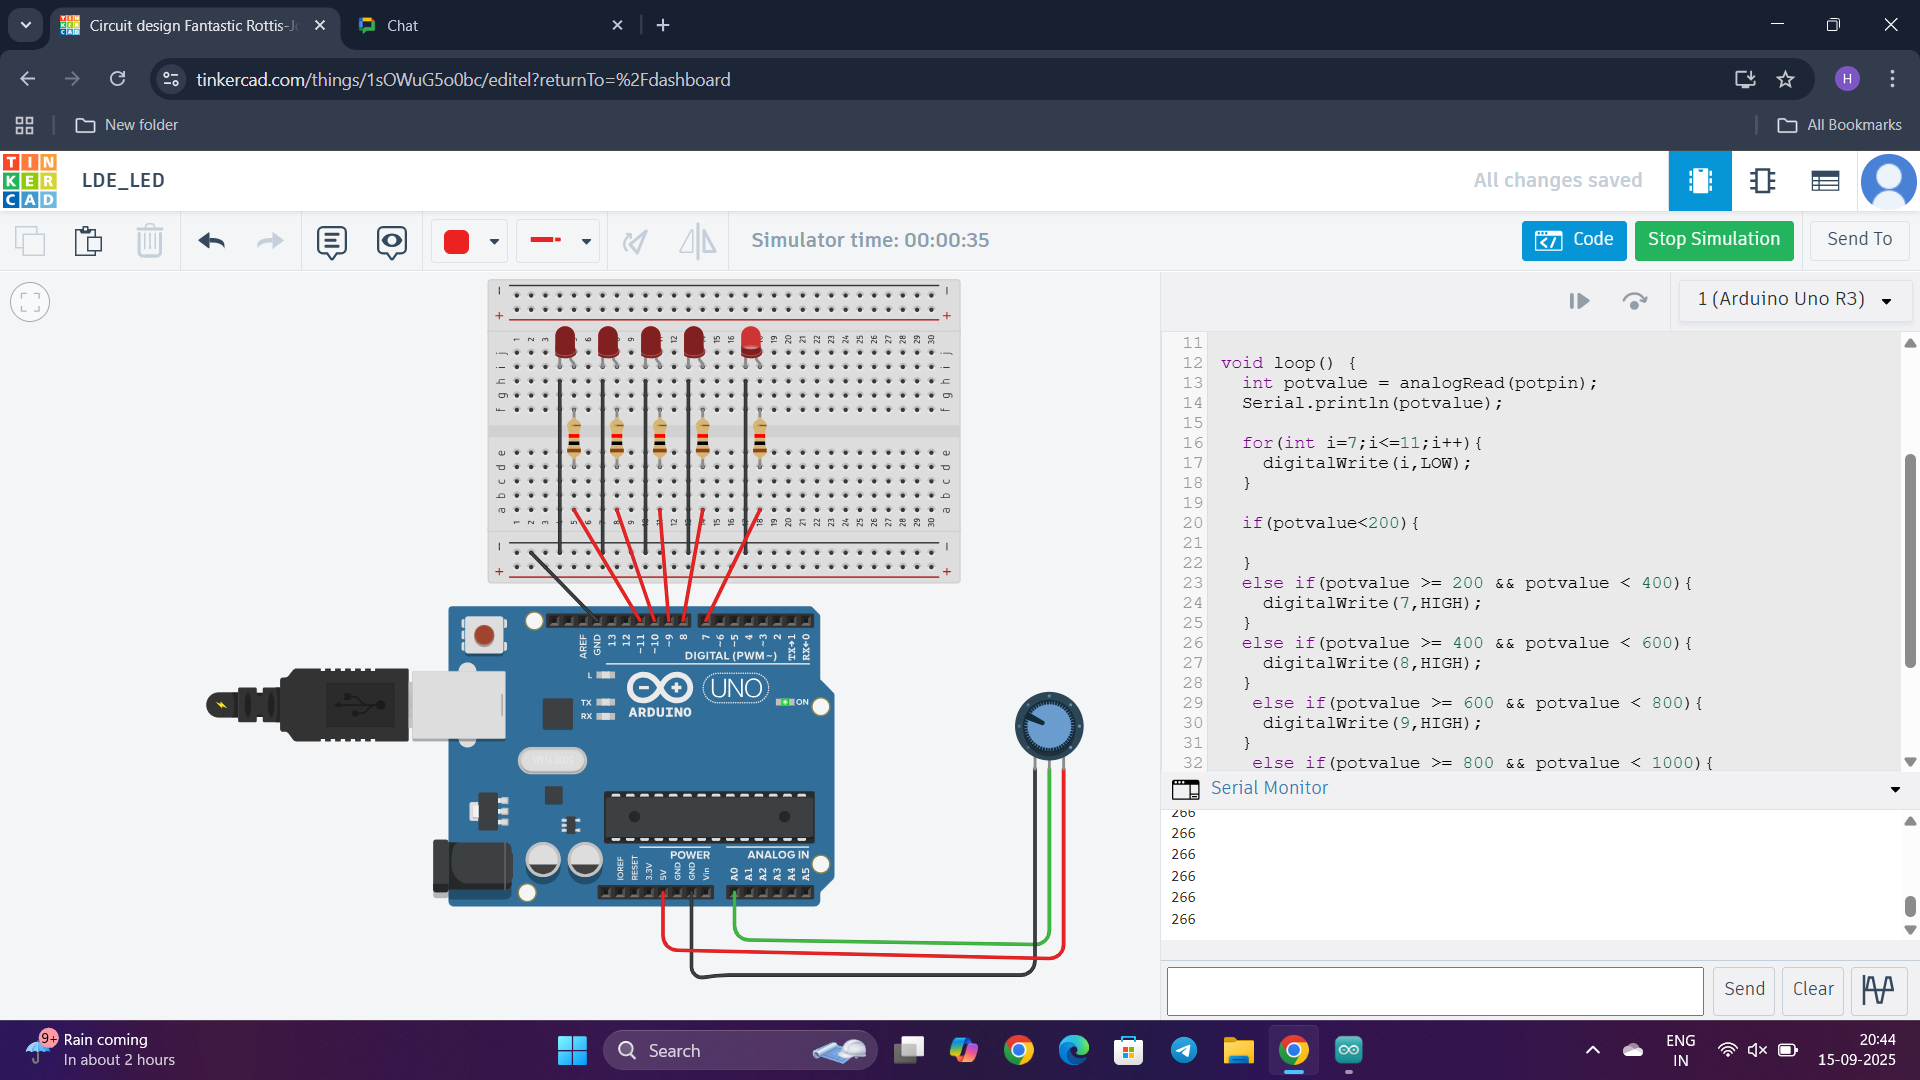 Circuit design Fantastic Rottis-J
Chat
tinkercad.com/things/1sOWuG5o0bc/editel?returnTo=%2Fdashboard
H
New folder
All Bookmarks
TIN
KER
CAD
LDE_LED
All changes saved
Simulator time: 00:00:35
Code
Stop Simulation
Send To
1 (Arduino Uno R3)
11
12 void loop() {
13 int potvalue = analogRead(potpin);
14 Serial.println(potvalue);
15
16 for(int i=7;i<=11;i++){
17 digitalWrite(i,LOW);
18 }
19
20 if(potvalue<200){
21
22 }
23 else if(potvalue >= 200 && potvalue < 400){
24 digitalWrite(7,HIGH);
25 }
26 else if(potvalue >= 400 && potvalue < 600){
27 digitalWrite(8,HIGH);
28 }
29 else if(potvalue >= 600 && potvalue < 800){
30 digitalWrite(9,HIGH);
31 }
32 else if(potvalue >= 800 && potvalue < 1000){
AREF
GND
13
12
~11
~10
~9
8
7
~6
~5
4
~3
2
TX→1
RX←0
DIGITAL (PWM~)
L
TX
RX
ARDUINO
UNO
ON
POWER
ANALOG IN
IOREF
RESET
3.3V
5V
GND
GND
Vin
A0
A1
A2
A3
A4
A5
Serial Monitor
266
266
266
266
266
266
Send
Clear
9+
Rain coming
In about 2 hours
Search
ENG
IN
20:44
15-09-2025